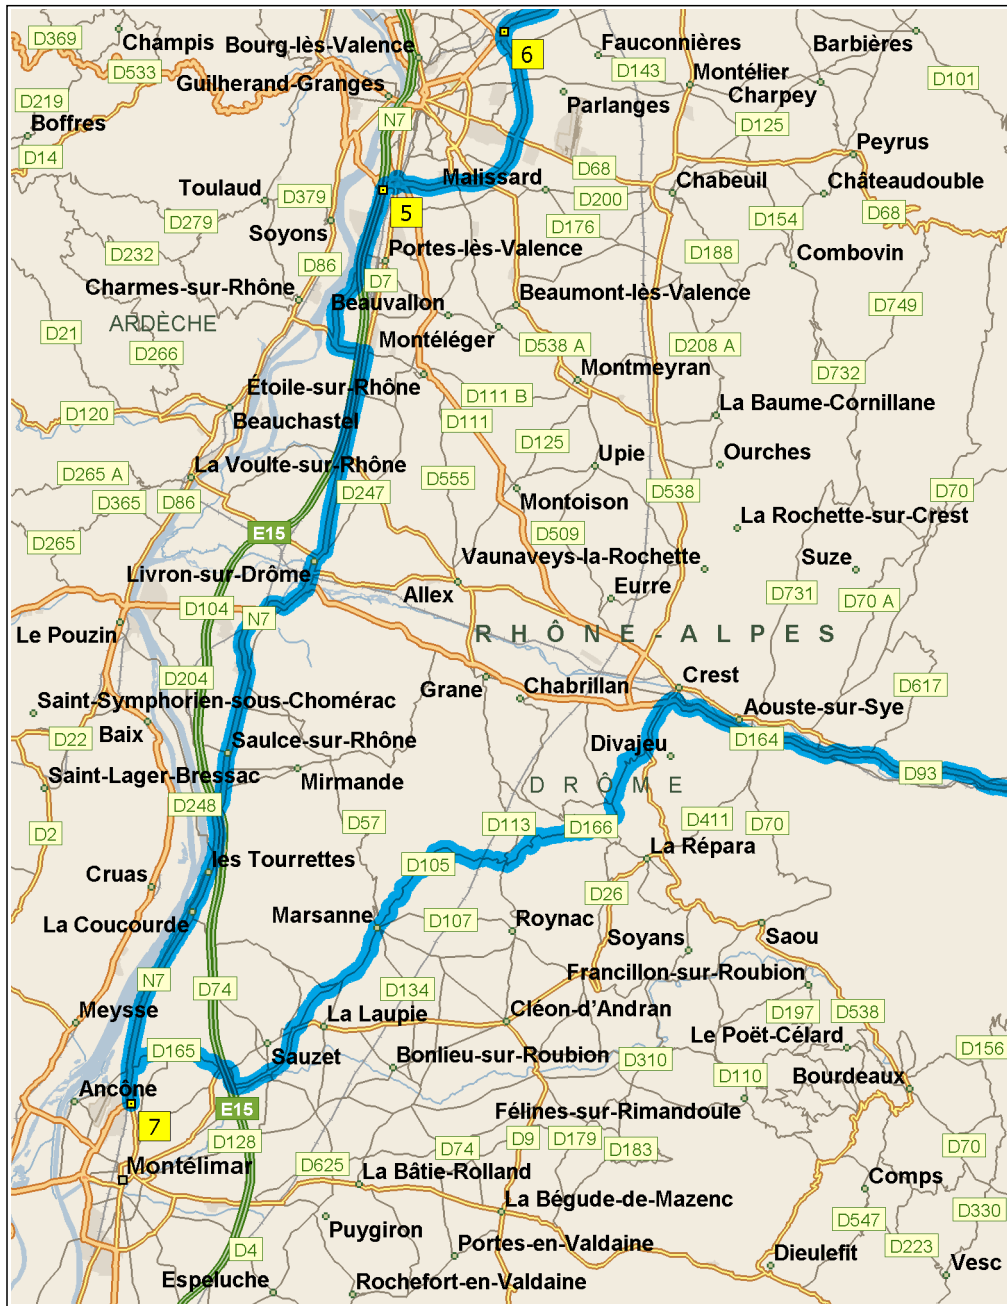 D369
Champis
Bourg-lès-Valence
6
Fauconnières
Barbières
D533
Guilherand-Granges
D143
Montélier
D101
D219
Charpey
Boffres
N7
Parlanges
D125
D14
Peyrus
Toulaud
D379
Malissard
D68
Chabeuil
Châteaudouble
D279
5
D200
D154
D68
Soyons
D176
D232
D86
Portes-lès-Valence
D188
Combovin
Charmes-sur-Rhône
D7
Beauvallon
Beaumont-lès-Valence
D749
D21
ARDÈCHE
Montéléger
D538 A
D208 A
D266
Montmeyran
D732
Étoile-sur-Rhône
D111 B
D120
Beauchastel
D111
La Baume-Cornillane
D125
Upie
Ourches
D265 A
La Voulte-sur-Rhône
D555
D365
D86
D247
Montoison
D538
D70
E15
D509
La Rochette-sur-Crest
D265
Vaunaveys-la-Rochette
Suze
Livron-sur-Drôme
Eurre
D104
Allex
D731
D70 A
N7
Le Pouzin
RHÔNE-ALPES
D204
Grane
Chabrillan
Crest
D617
Saint-Symphorien-sous-Chomérac
Aouste-sur-Sye
D22
Baix
Saulce-sur-Rhône
Divajeu
D164
Saint-Lager-Bressac
Mirmande
DRÔME
D93
D248
D2
D57
D113
D166
D411
D70
La Répara
les Tourrettes
D105
Cruas
D26
La Coucourde
Marsanne
D107
Roynac
Soyans
Saou
N7
Francillon-sur-Roubion
D74
D134
Meysse
La Laupie
Cléon-d'Andran
D197
D538
Le Poët-Célard
D165
Sauzet
Bonlieu-sur-Roubion
D310
D156
Ancône
D110
Bourdeaux
E15
Félines-sur-Rimandoule
7
D128
D74
D9
D179
D183
D70
Montélimar
D625
La Bâtie-Rolland
Comps
La Bégude-de-Mazenc
D330
Puygiron
D547
D4
Portes-en-Valdaine
D223
Dieulefit
Vesc
Espeluche
Rochefort-en-Valdaine